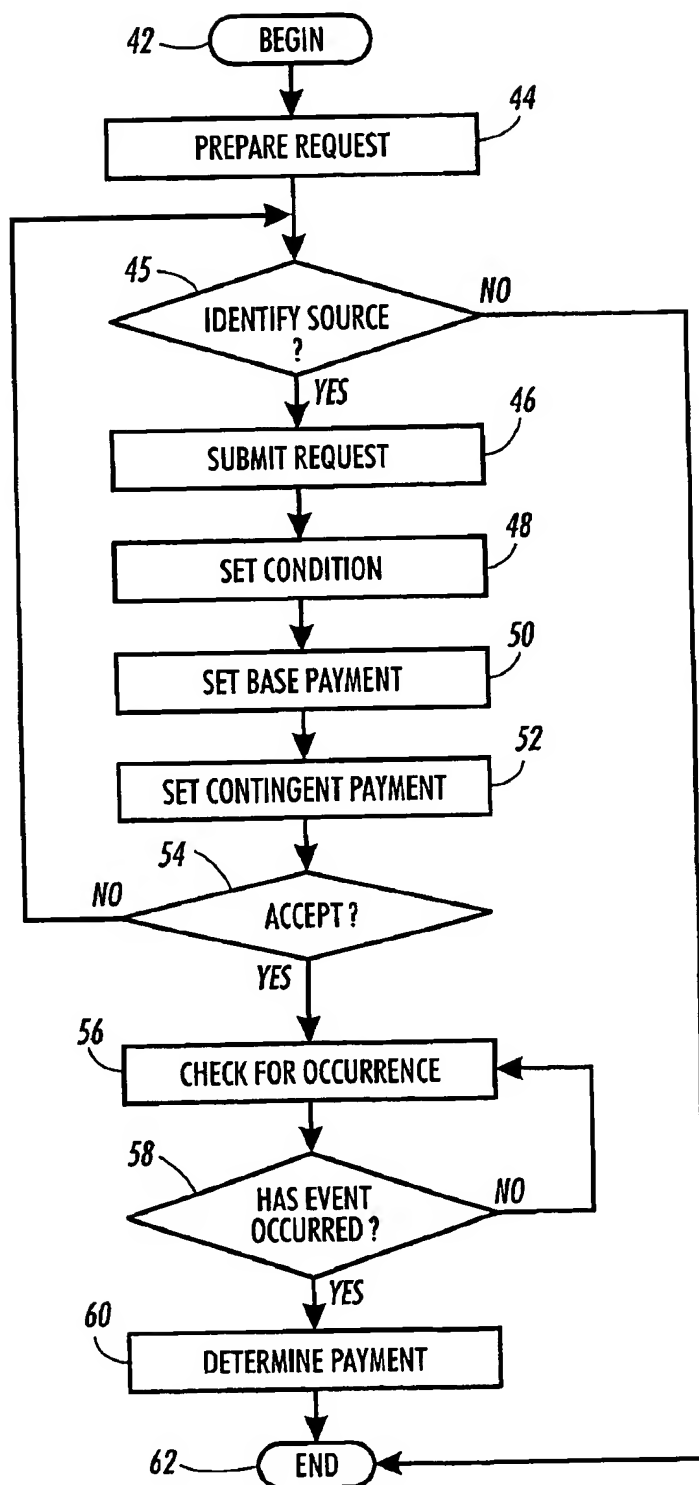 42
BEGIN
44
PREPARE REQUEST
45
NO
IDENTIFY SOURCE
?
YES
46
SUBMIT REQUEST
48
SET CONDITION
50
SET BASE PAYMENT
52
SET CONTINGENT PAYMENT
54
NO
ACCEPT ?
YES
56
CHECK FOR OCCURRENCE
58
HAS EVENT
OCCURRED ?
NO
YES
60
DETERMINE PAYMENT
62
END